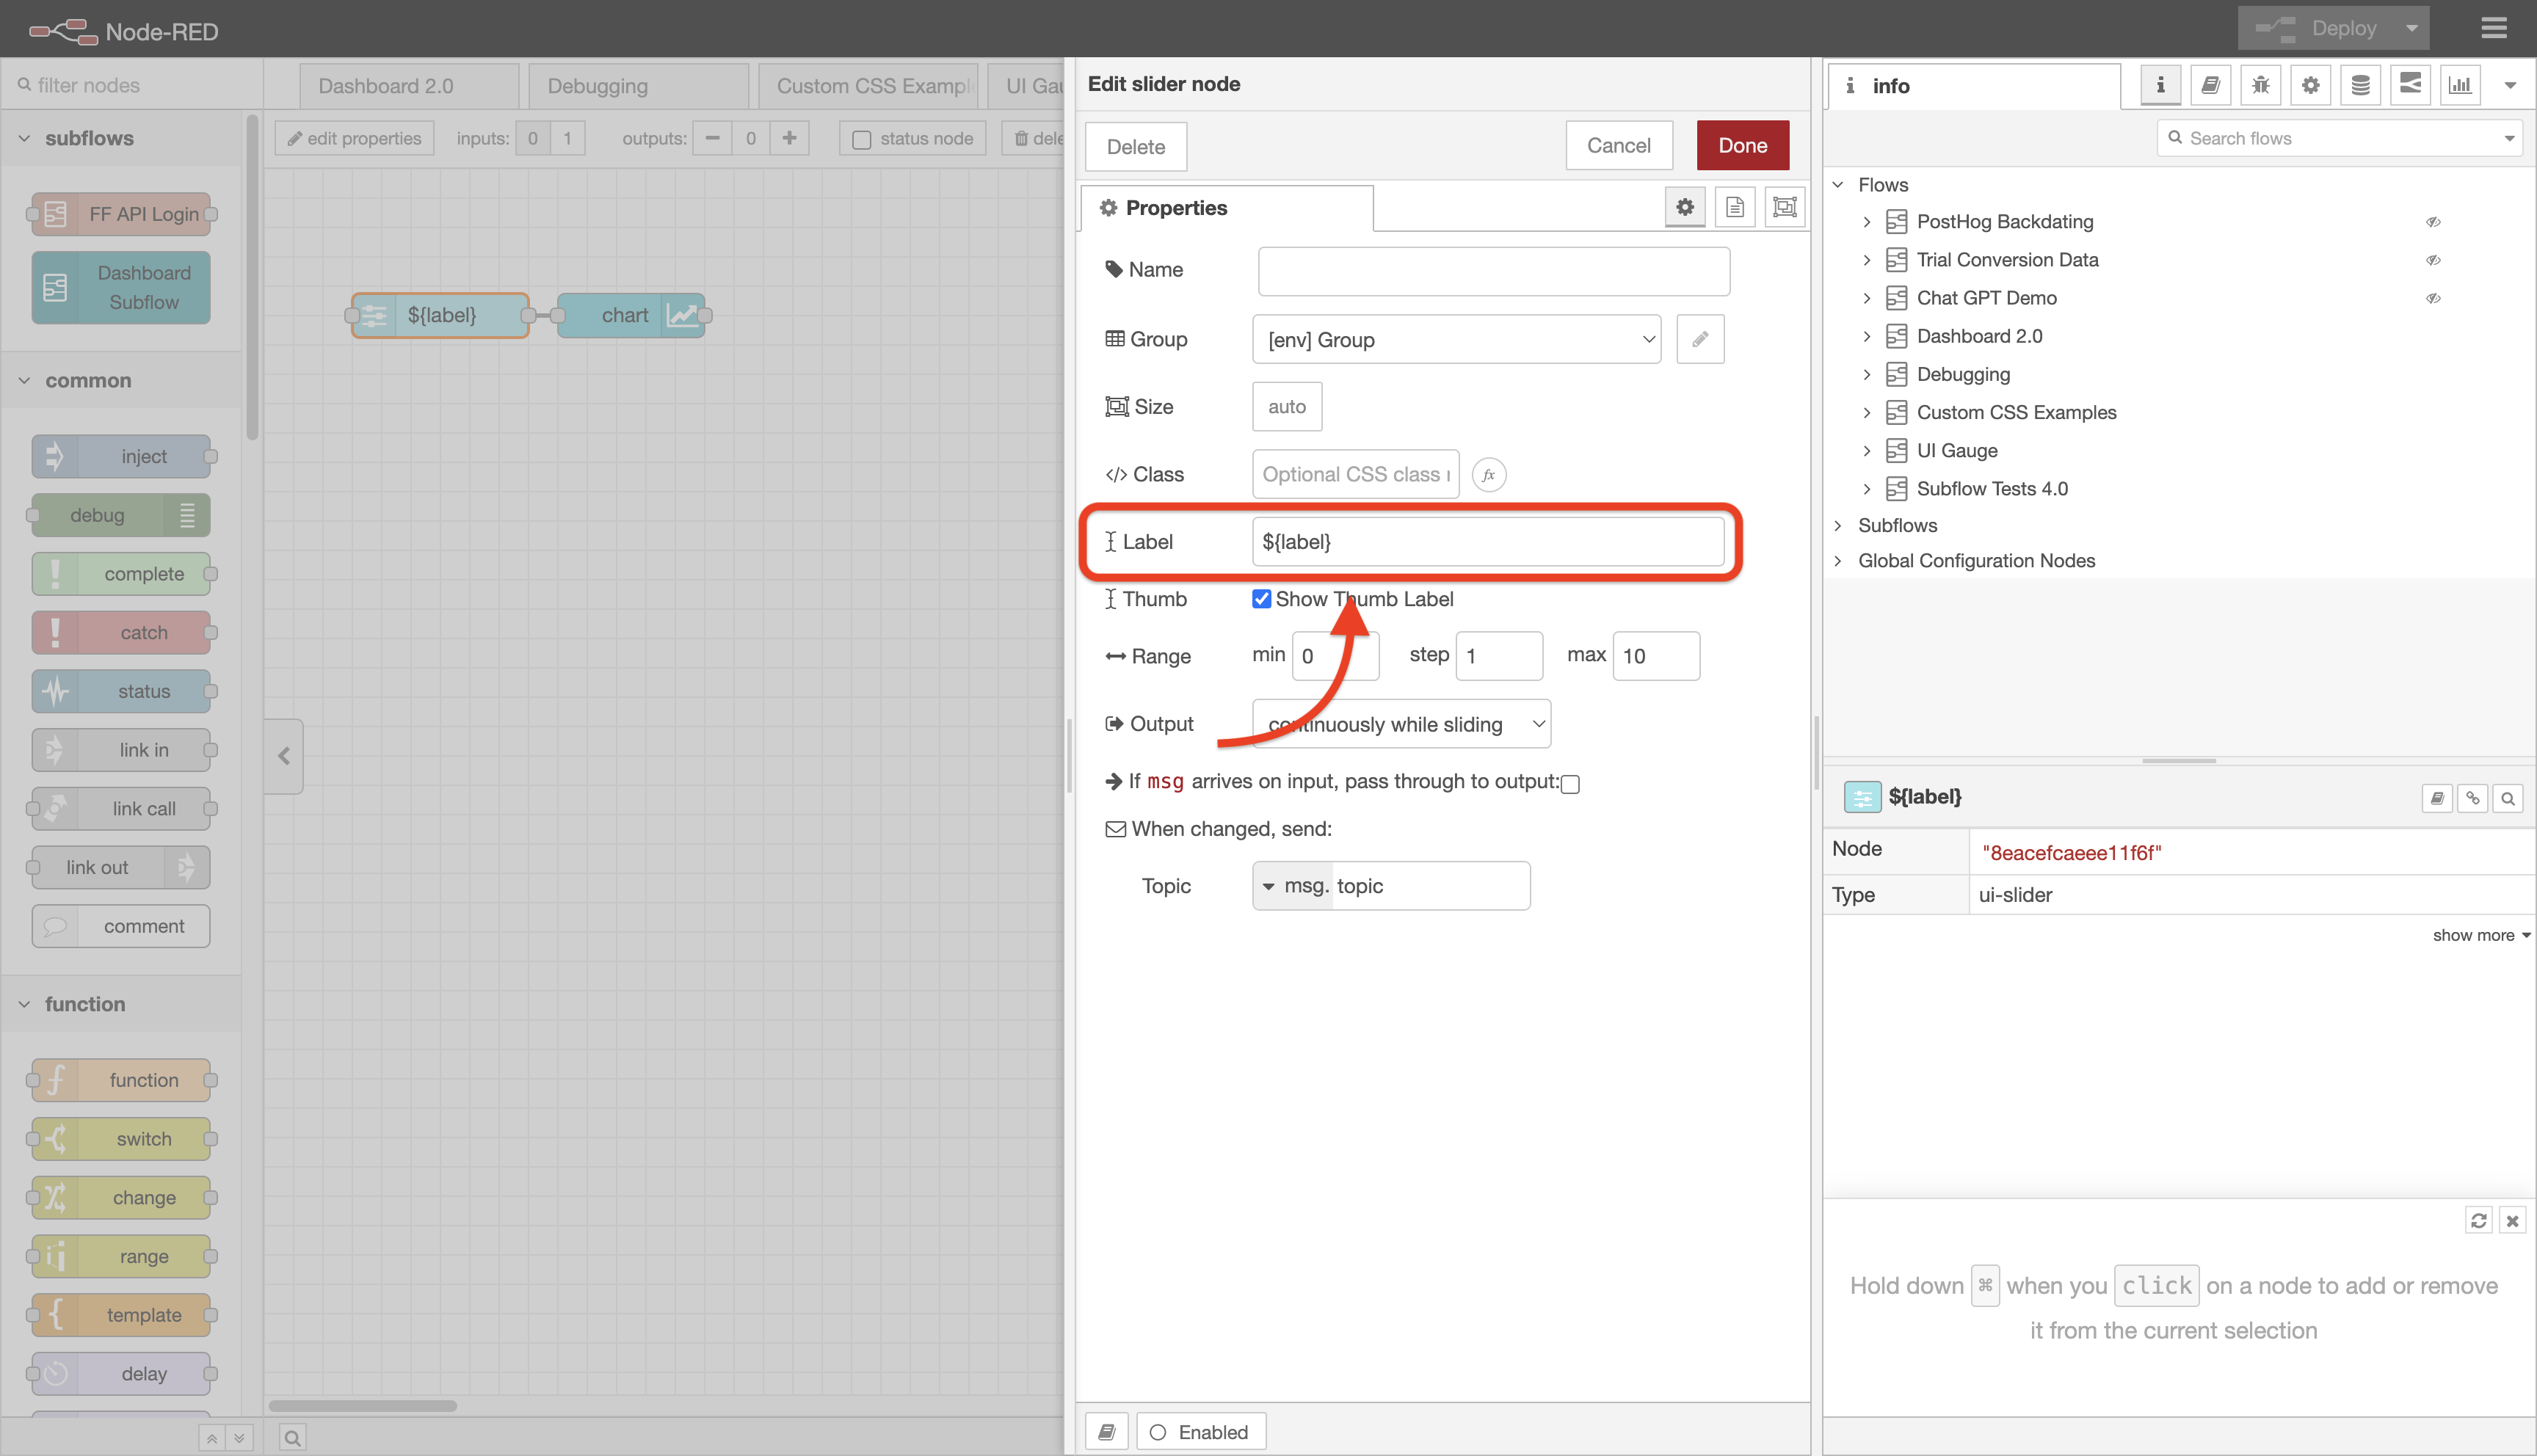 Node-RED
Deploy
filter nodes
Dashboard 2.0
Debugging
Custom CSS Exampl
UI Gau
edit properties
inputs: 0 1
outputs: 0
status node
dele
subflows
FF API Login
Dashboard
Subflow
common
inject
debug
complete
catch
status
link in
link call
link out
comment
function
function
switch
change
range
template
delay
${label}
chart
Edit slider node
Delete
Cancel
Done
Properties
Name
Group
[env] Group
Size
auto
Class
Optional CSS class
fx
Label
${label}
Thumb
Show Thumb Label
Range
min 0
step 1
max 10
Output
continuously while sliding
If msg arrives on input, pass through to output:
When changed, send:
Topic
msg. topic
Enabled
info
Search flows
Flows
PostHog Backdating
Trial Conversion Data
Chat GPT Demo
Dashboard 2.0
Debugging
Custom CSS Examples
UI Gauge
Subflow Tests 4.0
Subflows
Global Configuration Nodes
${label}
Node
"8eacefcaeee11f6f"
Type
ui-slider
show more
Hold down ⌘ when you click on a node to add or remove
it from the current selection